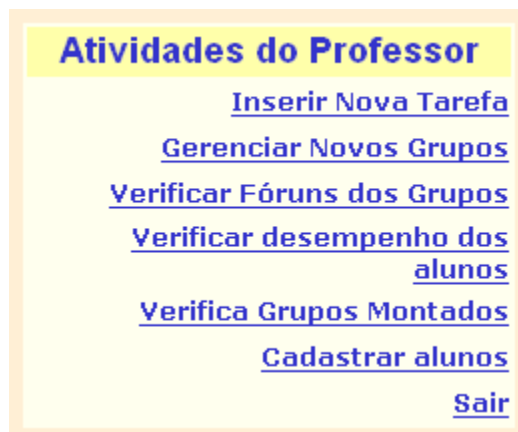 Atividades do Professor
Inserir Nova Tarefa
Gerenciar Novos Grupos
Verificar Fóruns dos Grupos
Verificar desempenho dos
alunos
Verifica Grupos Montados
Cadastrar alunos
Sair